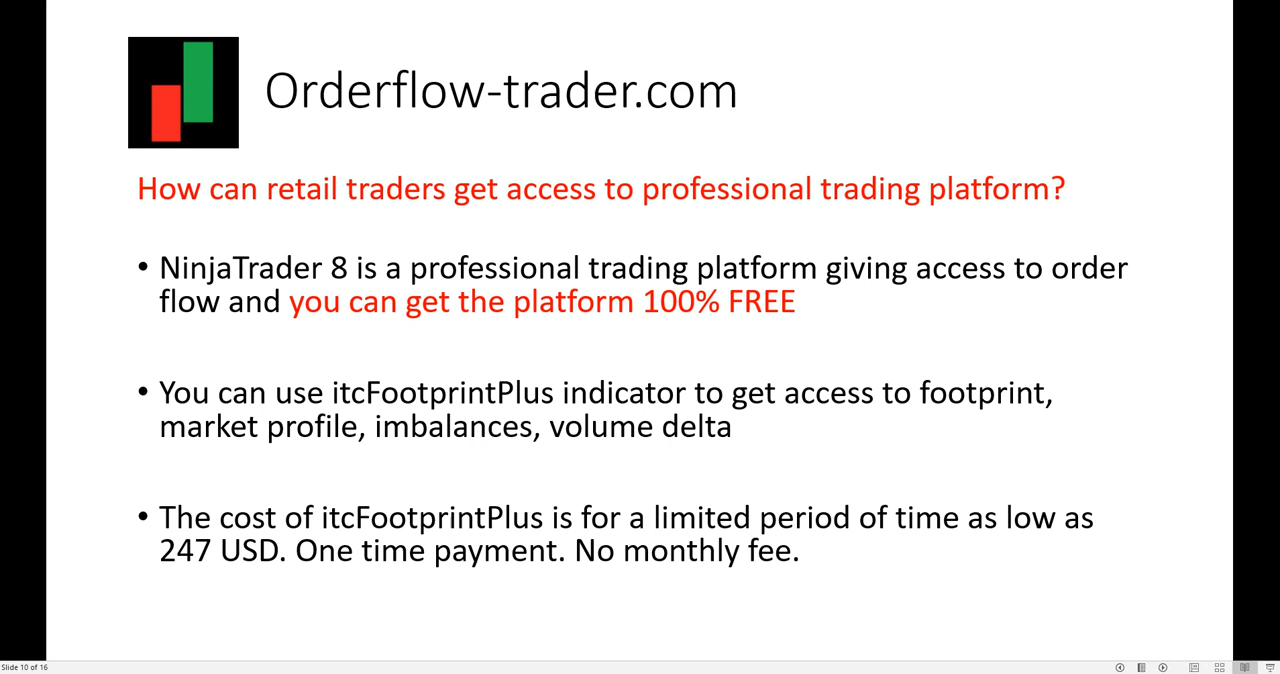 Orderflow-trader.com
How can retail traders get access to professional trading platform?
• NinjaTrader 8 is a professional trading platform giving access to order
flow and you can get the platform 100% FREE
• You can use itcFootprintPlus indicator to get access to footprint,
market profile, imbalances, volume delta
• The cost of itcFootprintPlus is for a limited period of time as low as
247 USD. One time payment. No monthly fee.
Slide 10 of 16